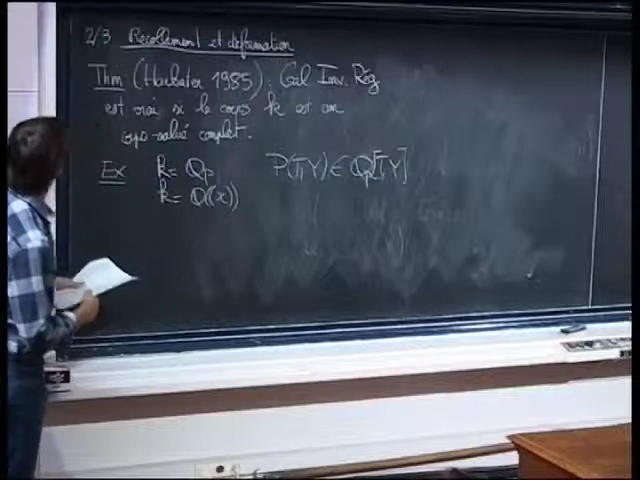 2/3 Recollement et déformation
Thm (Harbater 1985) : Gal Inv. Rég
est vrai si le corps k est un
corps valué complet.
Ex k = Qp P(T,Y) ∈ Qp[T,Y]
k = Q((x))